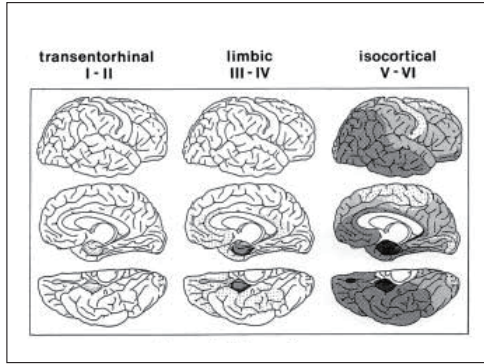 transentorhinal
I - II
limbic
III - IV
isocortical
V - VI